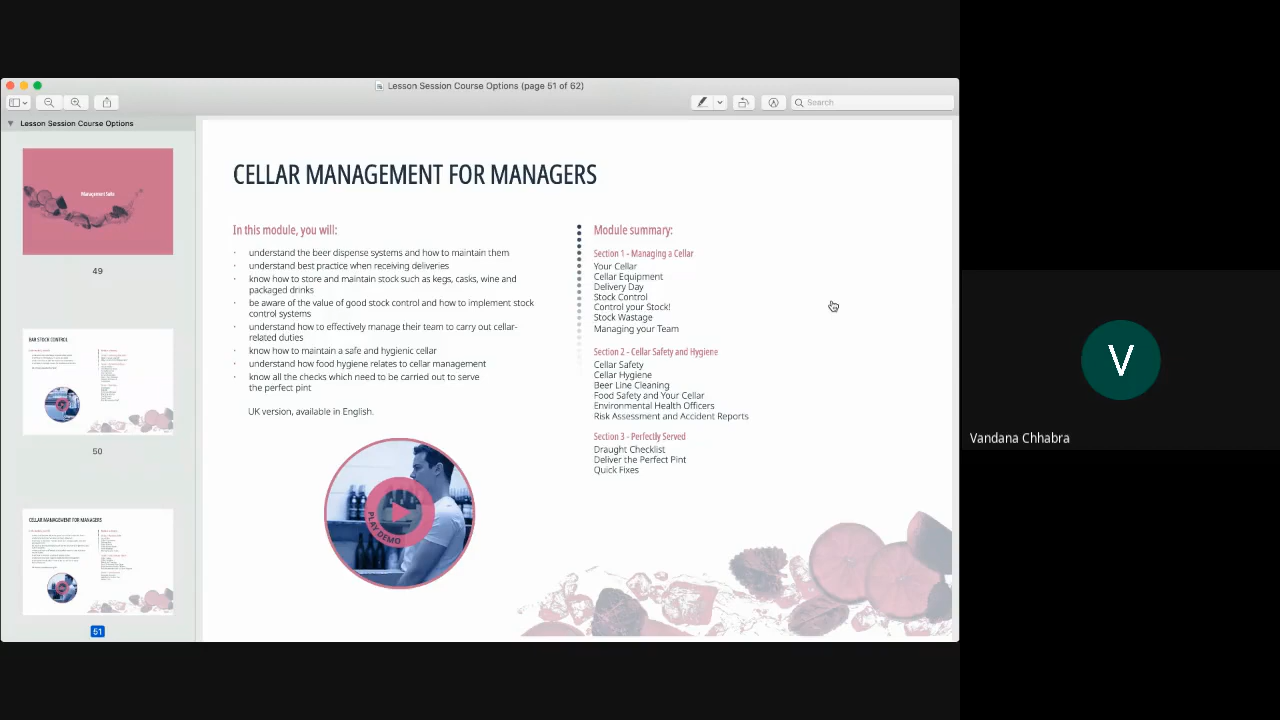 Lesson Session Course Options (page 51 of 62)
Search
Lesson Session Course Options
Management Suite
49
BAR STOCK CONTROL
50
CELLAR MANAGEMENT FOR MANAGERS
51
CELLAR MANAGEMENT FOR MANAGERS
In this module, you will:
· understand the beer dispense systems and how to maintain them
· understand best practice when receiving deliveries
· know how to store and maintain stock such as kegs, casks, wine and
packaged drinks
· be aware of the value of good stock control and how to implement stock
control systems
· understand how to effectively manage their team to carry out cellar-
related duties
· know how to maintain a safe and hygienic cellar
· understand how food hygiene relates to cellar management
· know all the checks which need to be carried out to serve
the perfect pint
UK version, available in English.
PLAY DEMO
Module summary:
Section 1 - Managing a Cellar
Your Cellar
Cellar Equipment
Delivery Day
Stock Control
Control your Stock!
Stock Wastage
Managing your Team
Section 2 - Cellar Safety and Hygiene
Cellar Safety
Cellar Hygiene
Beer Line Cleaning
Food Safety and Your Cellar
Environmental Health Officers
Risk Assessment and Accident Reports
Section 3 - Perfectly Served
Draught Checklist
Deliver the Perfect Pint
Quick Fixes
V
Vandana Chhabra